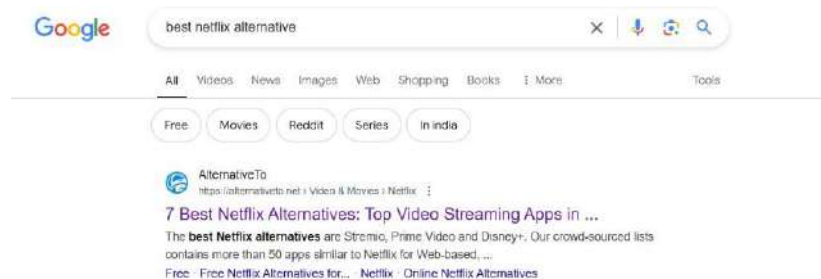 Google
best netflix alternative
All Videos News Images Web Shopping Books ⋮ More Tools
Free Movies Reddit Series In india
AlternativeTo
https://alternativeto.net › Video & Movies › Netflix ⋮
7 Best Netflix Alternatives: Top Video Streaming Apps in ...
The best Netflix alternatives are Stremio, Prime Video and Disney+. Our crowd-sourced lists
contains more than 50 apps similar to Netflix for Web-based, ...
Free · Free Netflix Alternatives for... · Netflix · Online Netflix Alternatives